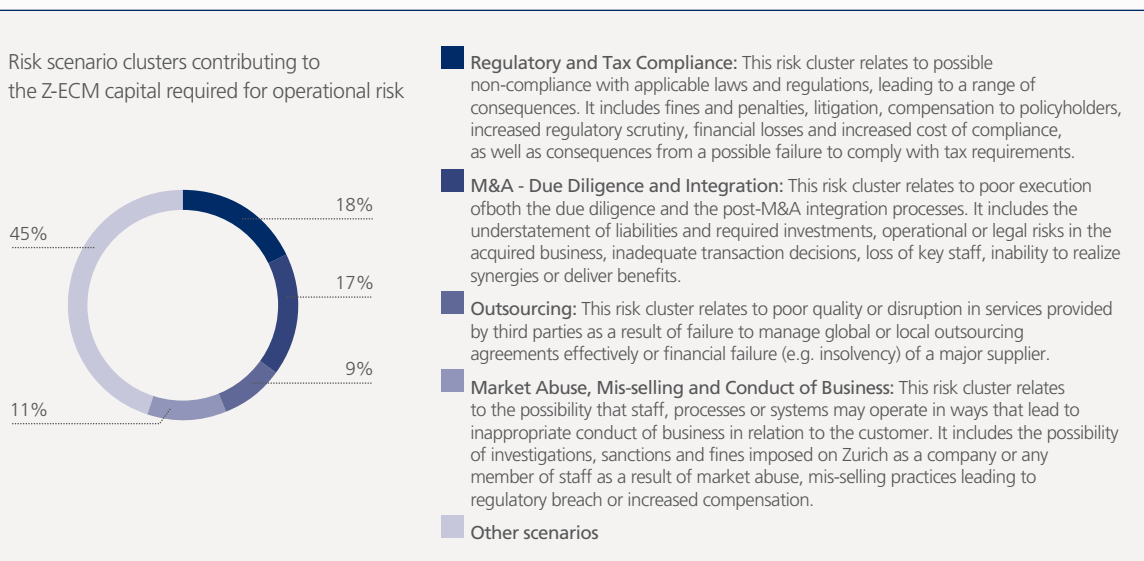 Risk scenario clusters contributing to
the Z-ECM capital required for operational risk
18%
45%
17%
9%
11%
Regulatory and Tax Compliance: This risk cluster relates to possible
non-compliance with applicable laws and regulations, leading to a range of
consequences. It includes fines and penalties, litigation, compensation to policyholders,
increased regulatory scrutiny, financial losses and increased cost of compliance,
as well as consequences from a possible failure to comply with tax requirements.
M&A - Due Diligence and Integration: This risk cluster relates to poor execution
ofboth the due diligence and the post-M&A integration processes. It includes the
understatement of liabilities and required investments, operational or legal risks in the
acquired business, inadequate transaction decisions, loss of key staff, inability to realize
synergies or deliver benefits.
Outsourcing: This risk cluster relates to poor quality or disruption in services provided
by third parties as a result of failure to manage global or local outsourcing
agreements effectively or financial failure (e.g. insolvency) of a major supplier.
Market Abuse, Mis-selling and Conduct of Business: This risk cluster relates
to the possibility that staff, processes or systems may operate in ways that lead to
inappropriate conduct of business in relation to the customer. It includes the possibility
of investigations, sanctions and fines imposed on Zurich as a company or any
member of staff as a result of market abuse, mis-selling practices leading to
regulatory breach or increased compensation.
Other scenarios